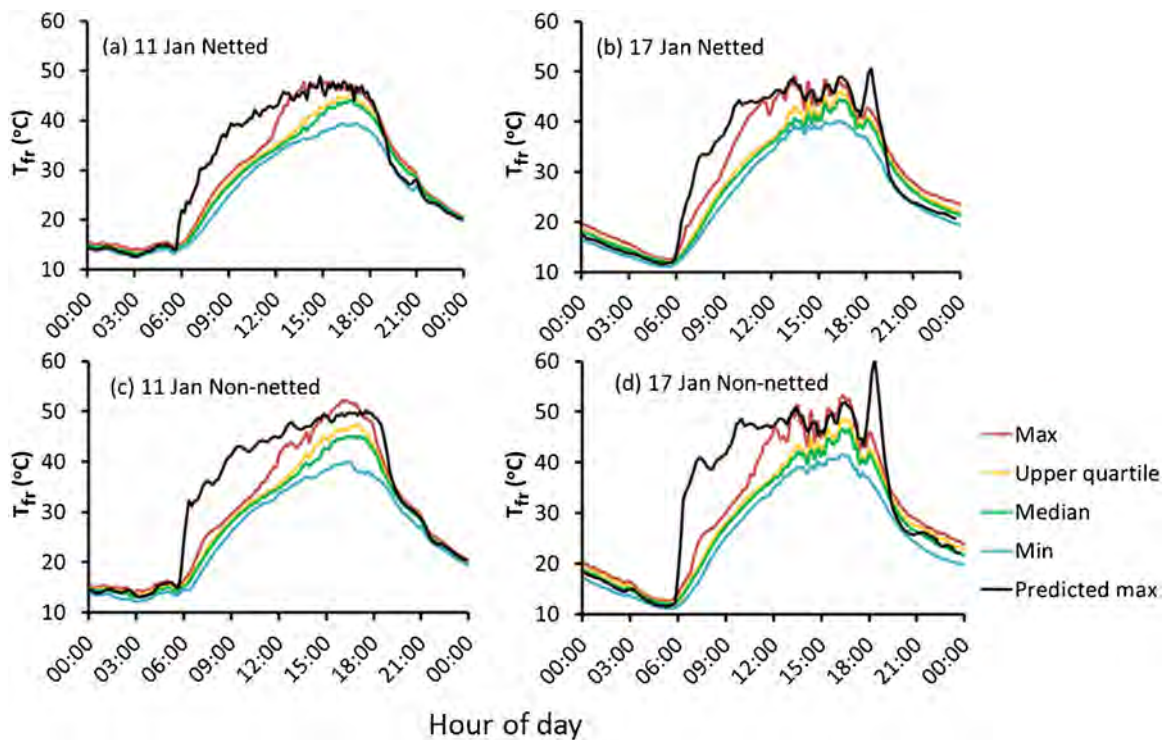 (a) 11 Jan Netted
T_fr (°C)
60
50
40
30
20
10
00:00 03:00 06:00 09:00 12:00 15:00 18:00 21:00 00:00
(b) 17 Jan Netted
T_fr (°C)
60
50
40
30
20
10
00:00 03:00 06:00 09:00 12:00 15:00 18:00 21:00 00:00
(c) 11 Jan Non-netted
T_fr (°C)
60
50
40
30
20
10
00:00 03:00 06:00 09:00 12:00 15:00 18:00 21:00 00:00
(d) 17 Jan Non-netted
T_fr (°C)
60
50
40
30
20
10
00:00 03:00 06:00 09:00 12:00 15:00 18:00 21:00 00:00
Max
Upper quartile
Median
Min
Predicted max
Hour of day